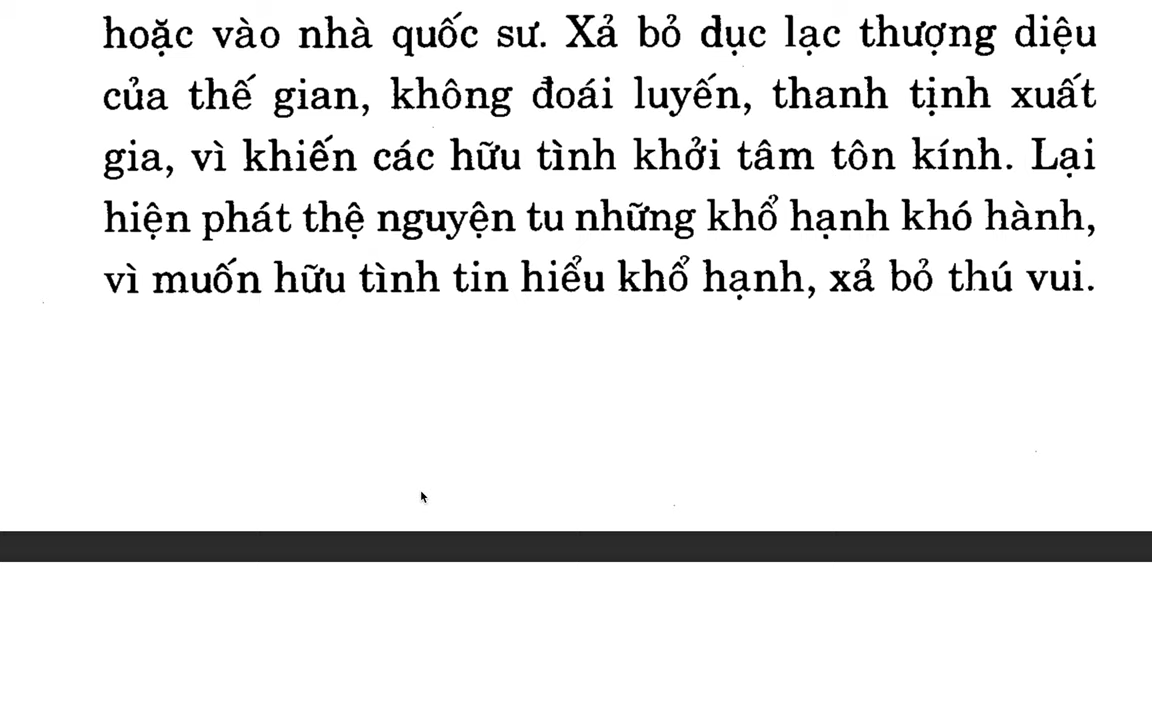 hoặc vào nhà quốc sư. Xả bỏ dục lạc thượng diệu
của thế gian, không đoái luyến, thanh tịnh xuất
gia, vì khiến các hữu tình khởi tâm tôn kính. Lại
hiện phát thệ nguyện tu những khổ hạnh khó hành,
vì muốn hữu tình tin hiểu khổ hạnh, xả bỏ thú vui.